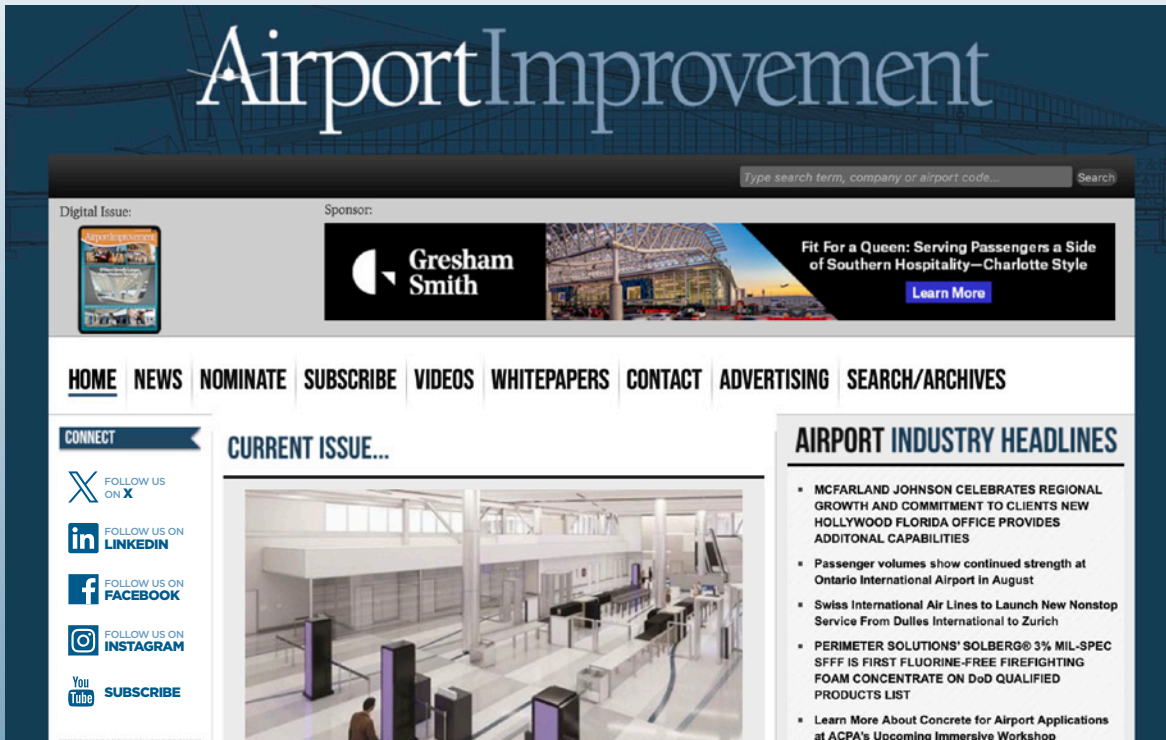 AirportImprovement
Type search term, company or airport code...
Search
Digital Issue:
AirportImprovement
Sponsor:
Gresham
Smith
Fit For a Queen: Serving Passengers a Side
of Southern Hospitality—Charlotte Style
Learn More
HOME NEWS NOMINATE SUBSCRIBE VIDEOS WHITEPAPERS CONTACT ADVERTISING SEARCH/ARCHIVES
CONNECT
FOLLOW US
ON X
FOLLOW US ON
LINKEDIN
FOLLOW US ON
FACEBOOK
FOLLOW US ON
INSTAGRAM
You
Tube
SUBSCRIBE
CURRENT ISSUE...
AIRPORT INDUSTRY HEADLINES
MCFARLAND JOHNSON CELEBRATES REGIONAL
GROWTH AND COMMITMENT TO CLIENTS NEW
HOLLYWOOD FLORIDA OFFICE PROVIDES
ADDITONAL CAPABILITIES
Passenger volumes show continued strength at
Ontario International Airport in August
Swiss International Air Lines to Launch New Nonstop
Service From Dulles International to Zurich
PERIMETER SOLUTIONS' SOLBERG® 3% MIL-SPEC
SFFF IS FIRST FLUORINE-FREE FIREFIGHTING
FOAM CONCENTRATE ON DoD QUALIFIED
PRODUCTS LIST
Learn More About Concrete for Airport Applications
at ACPA's Upcoming Immersive Workshop